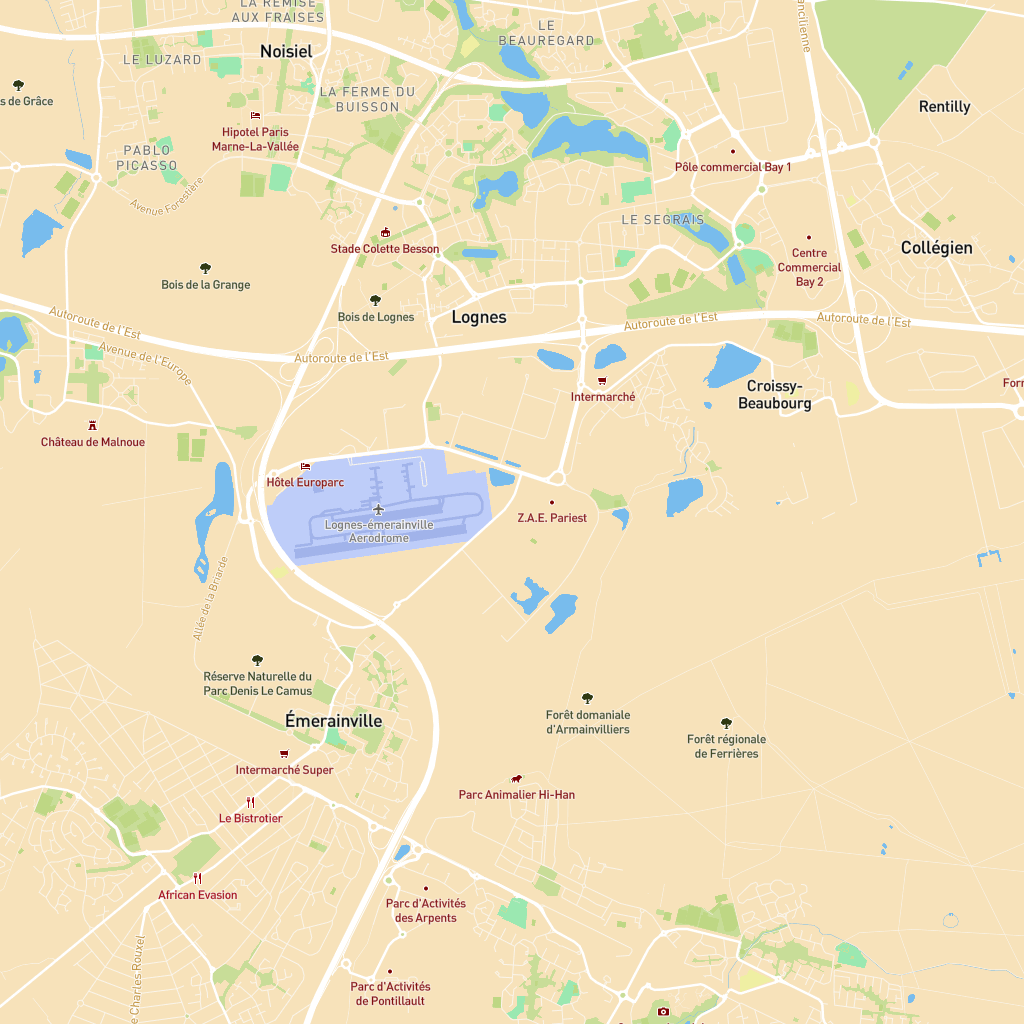 LA REMISE
AUX FRAISES
Noisiel
LE LUZARD
LE
BEAUREGARD
LA FERME DU
BUISSON
s de Grâce
Rentilly
Hipotel Paris
Marne-La-Vallée
PABLO
PICASSO
Pôle commercial Bay 1
Avenue Forestière
LE SEGRAIS
Stade Colette Besson
Collégien
Centre
Commercial
Bay 2
Bois de la Grange
Bois de Lognes
Lognes
Autoroute de l'Est
Autoroute de l'Est
Autoroute de l'Est
Autoroute de l'Est
Avenue de l'Europe
Intermarché
Croissy-
Beaubourg
Château de Malnoue
Hôtel Europarc
Z.A.E. Pariest
Lognes-émerainville
Aerodrome
Allée de la Briarde
Réserve Naturelle du
Parc Denis Le Camus
Émerainville
Forêt domaniale
d'Armainvilliers
Forêt régionale
de Ferrières
Intermarché Super
Parc Animalier Hi-Han
Le Bistrotier
African Evasion
Parc d'Activités
des Arpents
Charles Rouxel
Parc d'Activités
de Pontillault